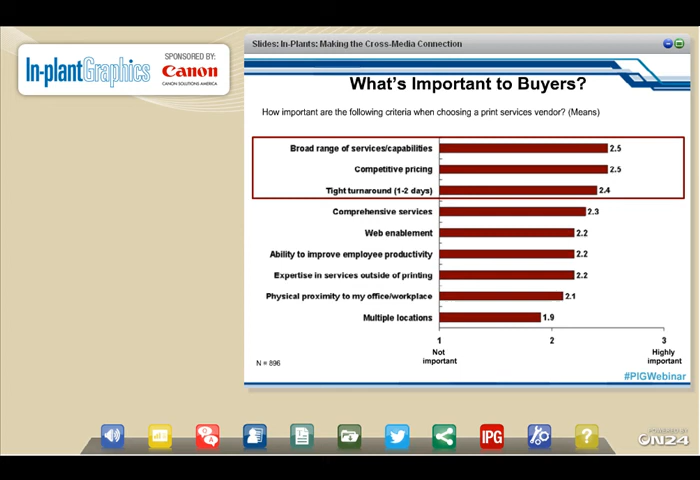 Slides: In-Plants: Making the Cross-Media Connection
In-plantGraphics
SPONSORED BY:
Canon
CANON SOLUTIONS AMERICA
What's Important to Buyers?
How important are the following criteria when choosing a print services vendor? (Means)
Broad range of services/capabilities 2.5
Competitive pricing 2.5
Tight turnaround (1-2 days) 2.4
Comprehensive services 2.3
Web enablement 2.2
Ability to improve employee productivity 2.2
Expertise in services outside of printing 2.2
Physical proximity to my office/workplace 2.1
Multiple locations 1.9
1 2 3
Not important
Highly important
N = 896
#PIGWebinar
Q
A
IPG
?
POWERED BY
ON24